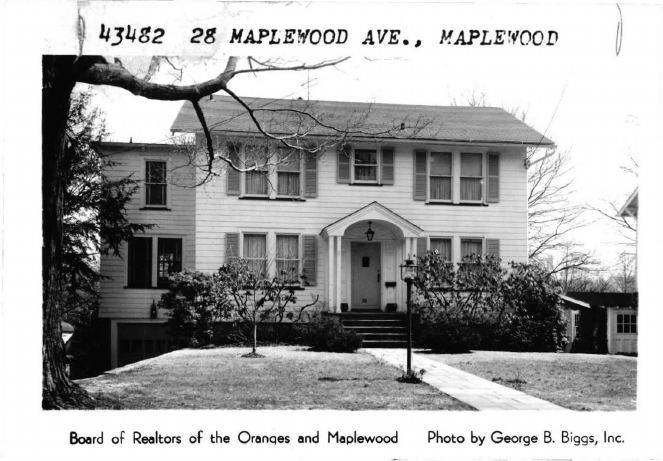 43482 28 MAPLEWOOD AVE., MAPLEWOOD
Board of Realtors of the Oranges and Maplewood Photo by George B. Biggs, Inc.